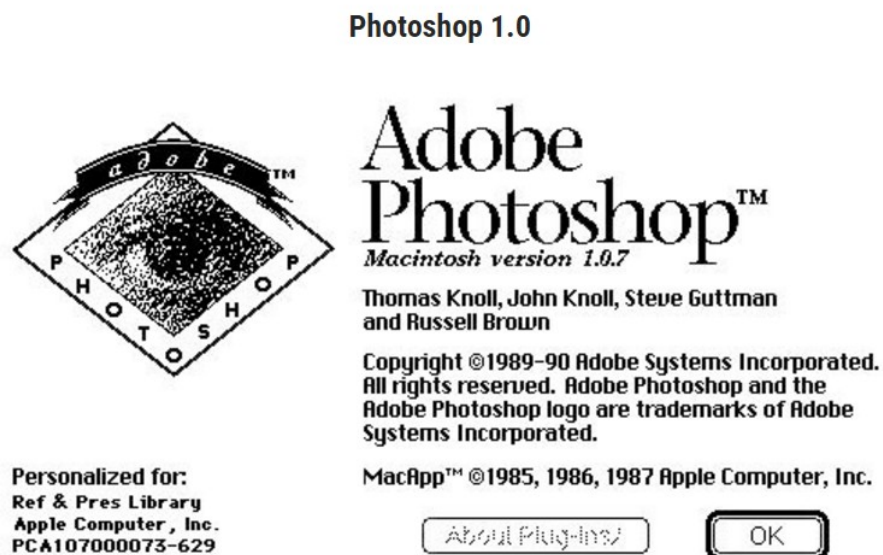 Photoshop 1.0
adobe
TM
PHOTOSHOP
Adobe
Photoshop™
Macintosh version 1.0.7
Thomas Knoll, John Knoll, Steve Guttman
and Russell Brown
Copyright ©1989-90 Adobe Systems Incorporated.
All rights reserved. Adobe Photoshop and the
Adobe Photoshop logo are trademarks of Adobe
Systems Incorporated.
Personalized for:
Ref & Pres Library
Apple Computer, Inc.
PCA107000073-629
MacApp™ ©1985, 1986, 1987 Apple Computer, Inc.
About Plug-Ins/
OK